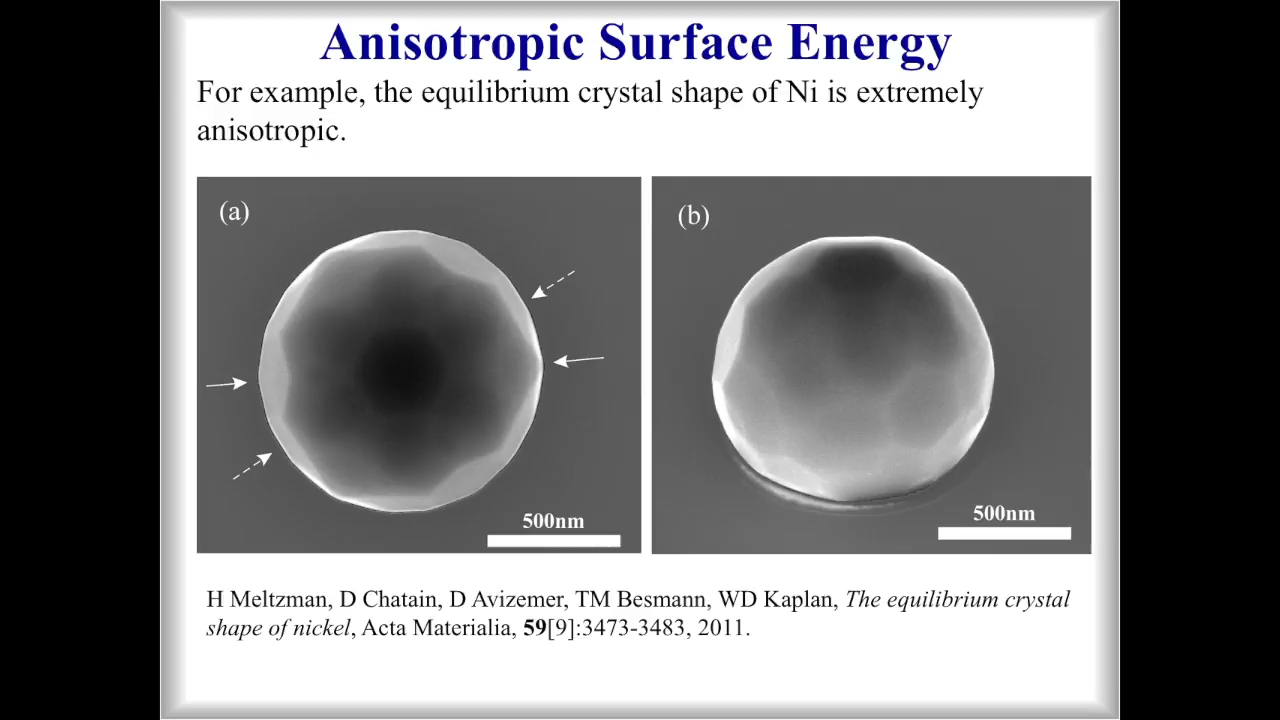 Anisotropic Surface Energy
For example, the equilibrium crystal shape of Ni is extremely
anisotropic.
(a)
(b)
500nm
500nm
H Meltzman, D Chatain, D Avizemer, TM Besmann, WD Kaplan, The equilibrium crystal
shape of nickel, Acta Materialia, 59[9]:3473-3483, 2011.